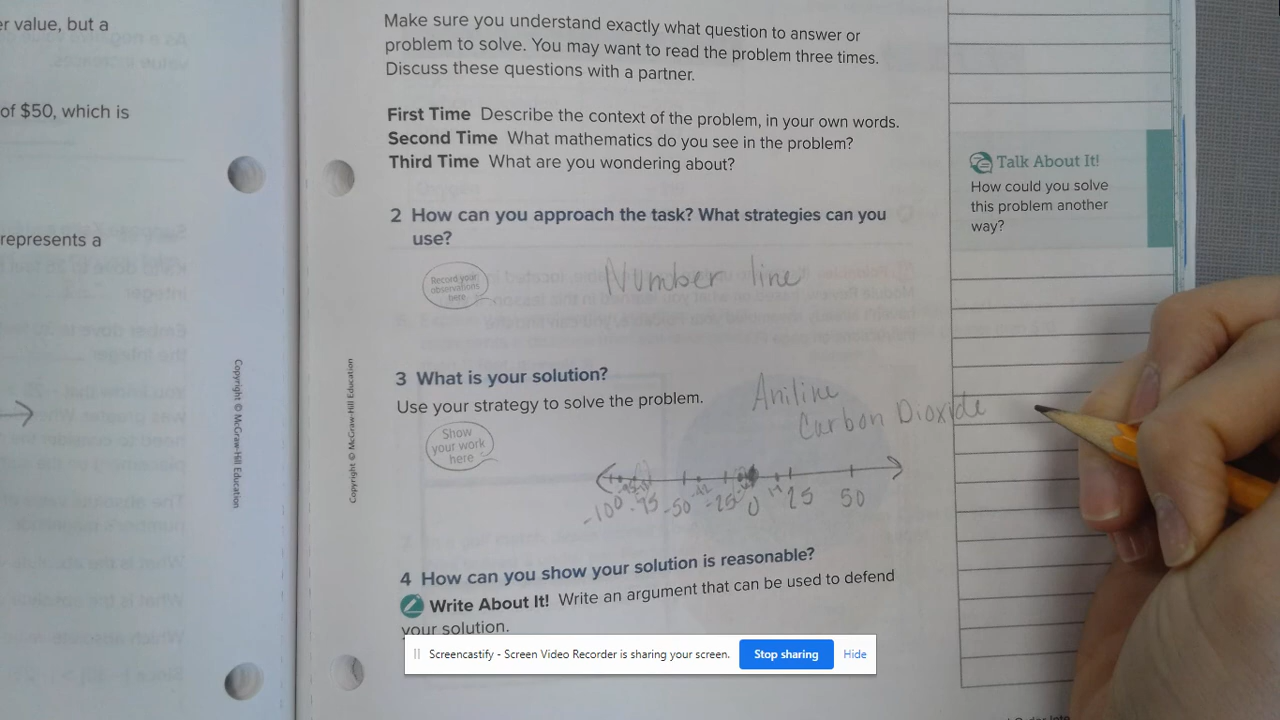 er value, but a
of $50, which is
represents a
Copyright © McGraw-Hill Education
Copyright © McGraw-Hill Education
Make sure you understand exactly what question to answer or
problem to solve. You may want to read the problem three times.
Discuss these questions with a partner.
First Time Describe the context of the problem, in your own words.
Second Time What mathematics do you see in the problem?
Third Time What are you wondering about?
2 How can you approach the task? What strategies can you
use?
Record your
observations
here
Number line
3 What is your solution?
Use your strategy to solve the problem.
Show
your work
here
Aniline
Carbon Dioxide
-100 -75 -50 -25 0 25 50
4 How can you show your solution is reasonable?
Write About It! Write an argument that can be used to defend
your solution.
Talk About It!
How could you solve
this problem another
way?
Screencastify - Screen Video Recorder is sharing your screen. Stop sharing Hide